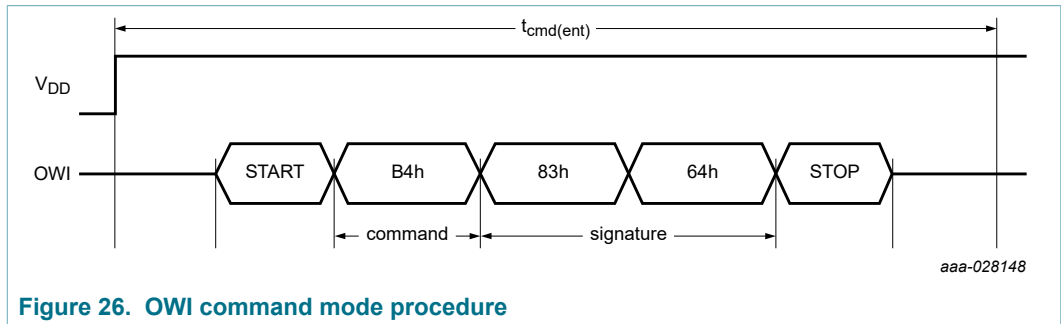 tcmd(ent)
VDD
OWI
START
B4h
83h
64h
STOP
command
signature
aaa-028148
Figure 26. OWI command mode procedure